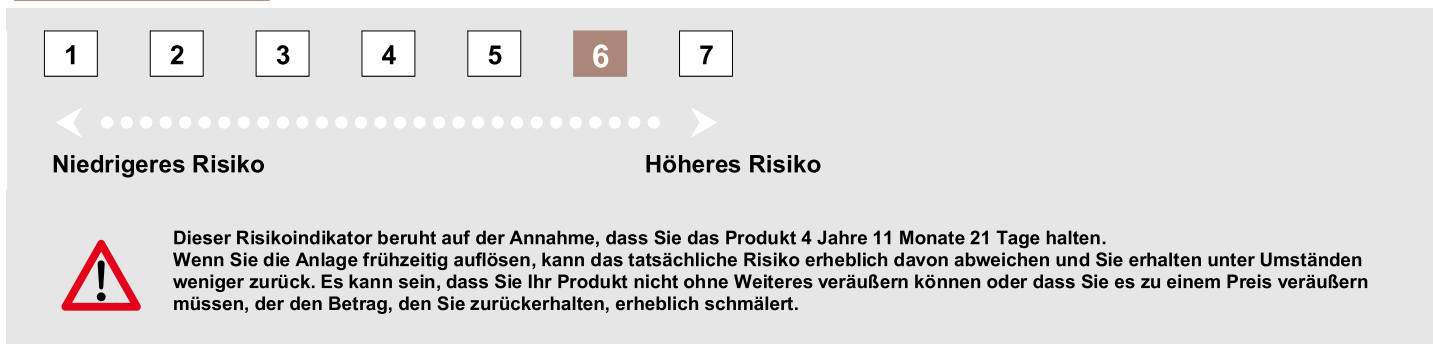 1 2 3 4 5 6 7
Niedrigeres Risiko Höheres Risiko
Dieser Risikoindikator beruht auf der Annahme, dass Sie das Produkt 4 Jahre 11 Monate 21 Tage halten.
Wenn Sie die Anlage frühzeitig auflösen, kann das tatsächliche Risiko erheblich davon abweichen und Sie erhalten unter Umständen
weniger zurück. Es kann sein, dass Sie Ihr Produkt nicht ohne Weiteres veräußern können oder dass Sie es zu einem Preis veräußern
müssen, der den Betrag, den Sie zurückerhalten, erheblich schmälert.